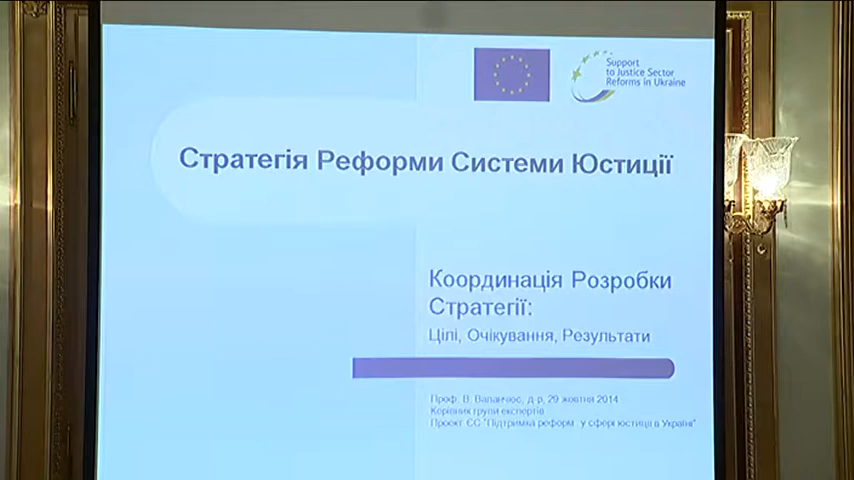 Support
to Justice Sector
Reforms in Ukraine
Стратегія Реформи Системи Юстиції
Координація Розробки
Стратегії:
Цілі, Очікування, Результати
Проф. В. Валанчюс, д-р, 29 жовтня 2014
Керівник групи експертів
Проект ЄС "Підтримка реформ у сфері юстиції в Україні"